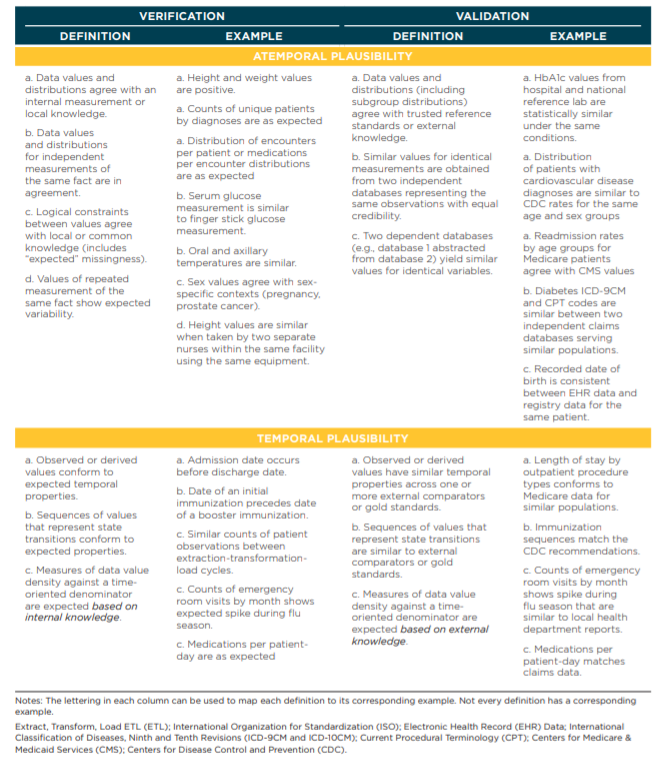 VERIFICATION
VALIDATION
DEFINITION
EXAMPLE
DEFINITION
EXAMPLE
ATEMPORAL PLAUSIBILITY
a. Data values and
distributions agree with an
internal measurement or
local knowledge.
b. Data values
and distributions
for independent
measurements of
the same fact are in
agreement.
c. Logical constraints
between values agree
with local or common
knowledge (includes
“expected” missingness).
d. Values of repeated
measurement of the
same fact show expected
variability.
a. Height and weight values
are positive.
a. Counts of unique patients
by diagnoses are as expected
a. Distribution of encounters
per patient or medications
per encounter distributions
are as expected
b. Serum glucose
measurement is similar
to finger stick glucose
measurement.
b. Oral and axillary
temperatures are similar.
c. Sex values agree with sex-
specific contexts (pregnancy,
prostate cancer).
d. Height values are similar
when taken by two separate
nurses within the same facility
using the same equipment.
a. Data values and
distributions (including
subgroup distributions)
agree with trusted reference
standards or external
knowledge.
b. Similar values for identical
measurements are obtained
from two independent
databases representing the
same observations with equal
credibility.
c. Two dependent databases
(e.g., database 1 abstracted
from database 2) yield similar
values for identical variables.
a. HbA1c values from
hospital and national
reference lab are
statistically similar
under the same
conditions.
a. Distribution
of patients with
cardiovascular disease
diagnoses are similar to
CDC rates for the same
age and sex groups
a. Readmission rates
by age groups for
Medicare patients
agree with CMS values
b. Diabetes ICD-9CM
and CPT codes are
similar between two
independent claims
databases serving
similar populations.
c. Recorded date of
birth is consistent
between EHR data and
registry data for the
same patient.
TEMPORAL PLAUSIBILITY
a. Observed or derived
values conform to
expected temporal
properties.
b. Sequences of values
that represent state
transitions conform to
expected properties.
c. Measures of data value
density against a time-
oriented denominator
are expected based on
internal knowledge.
a. Admission date occurs
before discharge date.
b. Date of an initial
immunization precedes date
of a booster immunization.
c. Similar counts of patient
observations between
extraction-transformation-
load cycles.
c. Counts of emergency
room visits by month shows
expected spike during flu
season.
c. Medications per patient-
day are as expected
a. Observed or derived
values have similar temporal
properties across one or
more external comparators
or gold standards.
b. Sequences of values that
represent state transitions
are similar to external
comparators or gold
standards.
c. Measures of data value
density against a time-
oriented denominator are
expected based on external
knowledge.
a. Length of stay by
outpatient procedure
types conforms to
Medicare data for
similar populations.
b. Immunization
sequences match the
CDC recommendations.
c. Counts of emergency
room visits by month
shows spike during
flu season that are
similar to local health
department reports.
c. Medications per
patient-day matches
claims data.
Notes: The lettering in each column can be used to map each definition to its corresponding example. Not every definition has a corresponding
example.
Extract, Transform, Load ETL (ETL); International Organization for Standardization (ISO); Electronic Health Record (EHR) Data; International
Classification of Diseases, Ninth and Tenth Revisions (ICD-9CM and ICD-10CM); Current Procedural Terminology (CPT); Centers for Medicare &
Medicaid Services (CMS); Centers for Disease Control and Prevention (CDC).